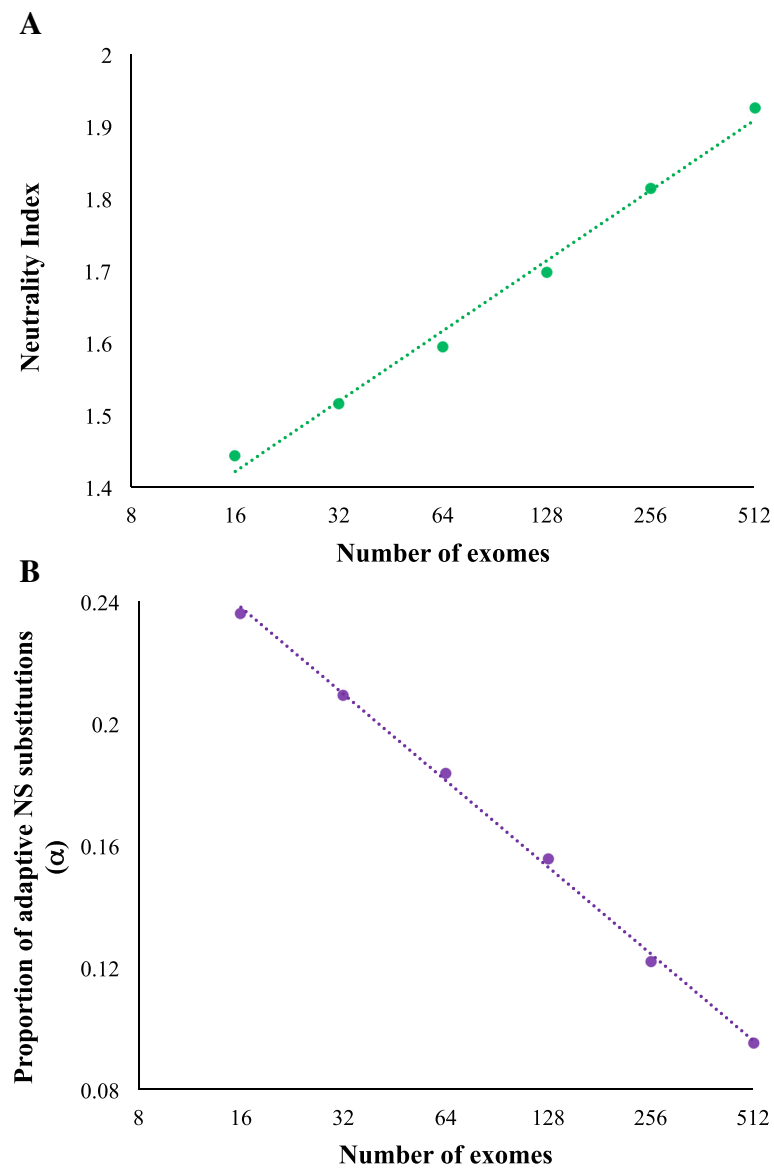 A
2
1.9
1.8
1.7
1.6
1.5
1.4
Neutrality Index
8 16 32 64 128 256 512
Number of exomes
B
0.24
0.2
0.16
0.12
0.08
Proportion of adaptive NS substitutions
(α)
8 16 32 64 128 256 512
Number of exomes